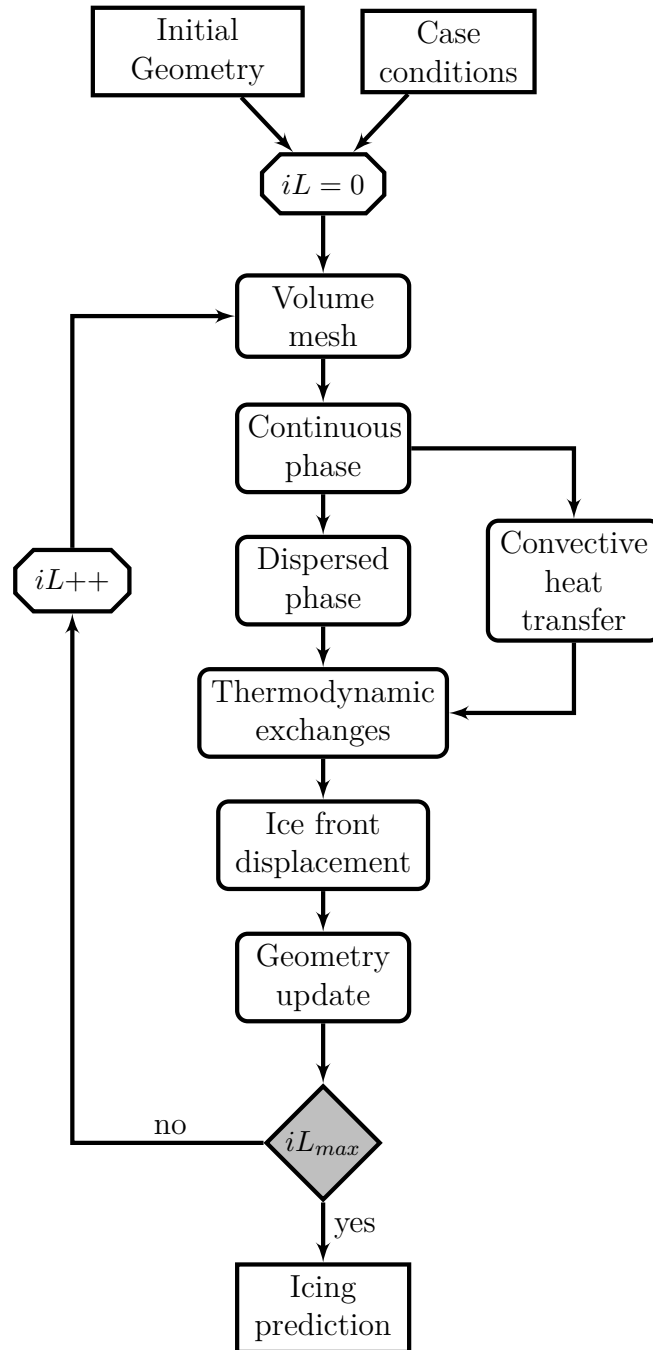 Initial
Geometry
Case
conditions
iL = 0
Volume
mesh
Continuous
phase
Dispersed
phase
Convective
heat
transfer
iL++
Thermodynamic
exchanges
Ice front
displacement
Geometry
update
no
iL_max
yes
Icing
prediction